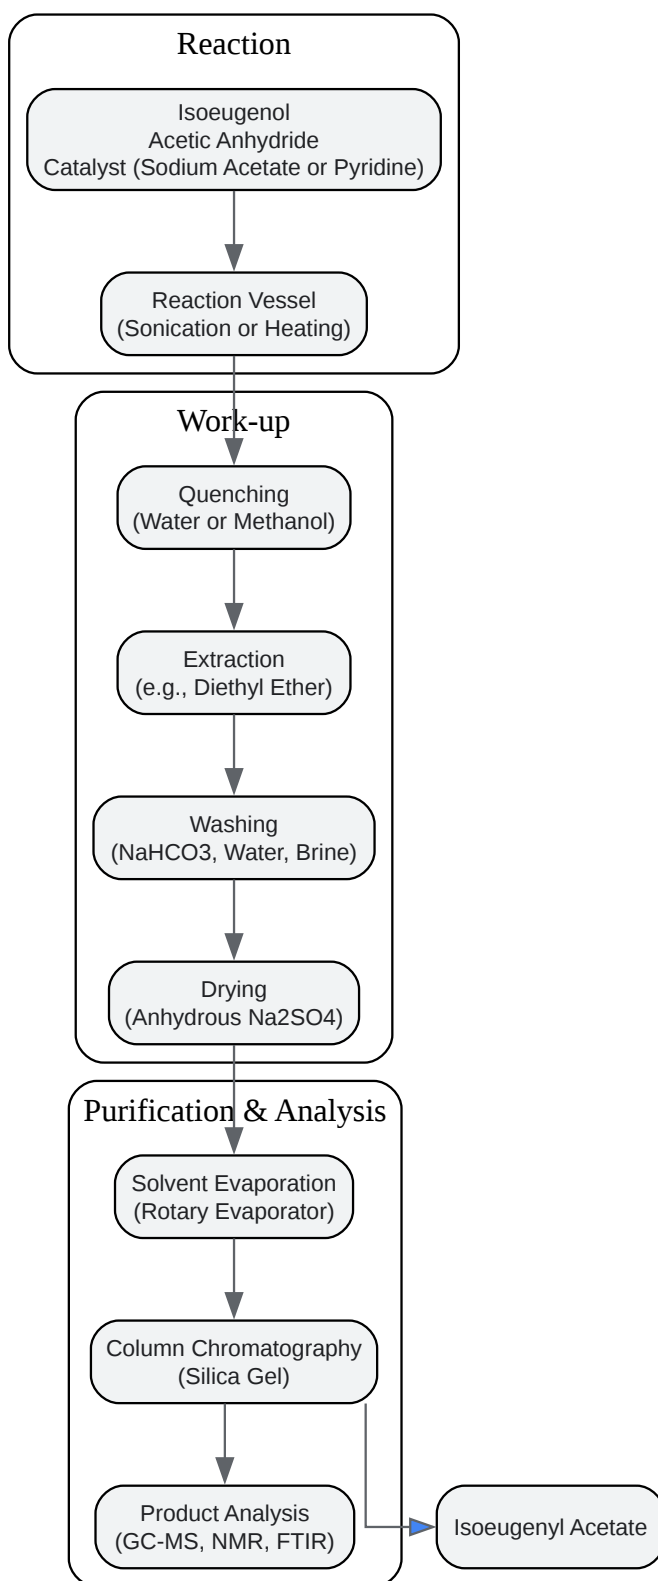 Reaction
Isoeugenol
Acetic Anhydride
Catalyst (Sodium Acetate or Pyridine)
Reaction Vessel
(Sonication or Heating)
Work-up
Quenching
(Water or Methanol)
Extraction
(e.g., Diethyl Ether)
Washing
(NaHCO3, Water, Brine)
Drying
(Anhydrous Na2SO4)
Purification & Analysis
Solvent Evaporation
(Rotary Evaporator)
Column Chromatography
(Silica Gel)
Product Analysis
(GC-MS, NMR, FTIR)
Isoeugenyl Acetate